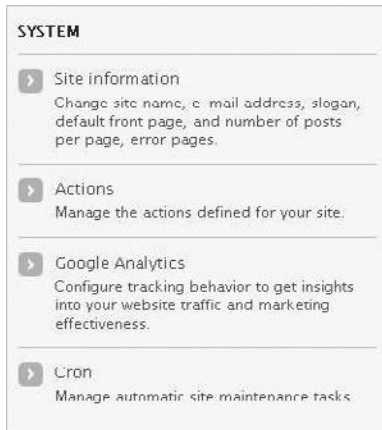 SYSTEM
Site information
Change site name, e-mail address, slogan,
default front page, and number of posts
per page, error pages.
Actions
Manage the actions defined for your site.
Google Analytics
Configure tracking behavior to get insights
into your website traffic and marketing
effectiveness.
Cron
Manage automatic site maintenance tasks